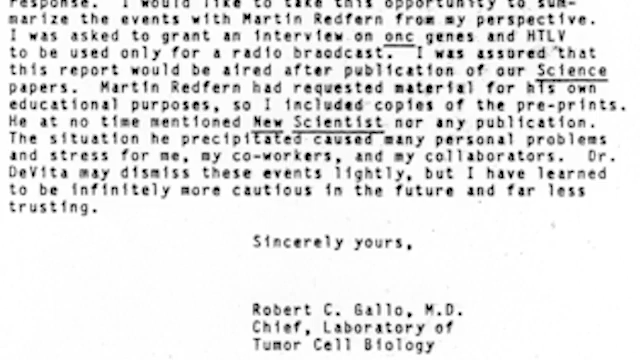 response. I would like to take this opportunity to sum-
marize the events with Martin Redfern from my perspective.
I was asked to grant an interview on onc genes and HTLV
to be used only for a radio braodcast. I was assured that
this report would be aired after publication of our Science
papers. Martin Redfern had requested material for his own
educational purposes, so I included copies of the pre-prints.
He at no time mentioned New Scientist nor any publication.
The situation he precipitated caused many personal problems
and stress for me, my co-workers, and my collaborators. Dr.
DeVita may dismiss these events lightly, but I have learned
to be infinitely more cautious in the future and far less
trusting.
Sincerely yours,
Robert C. Gallo, M.D.
Chief, Laboratory of
Tumor Cell Biology